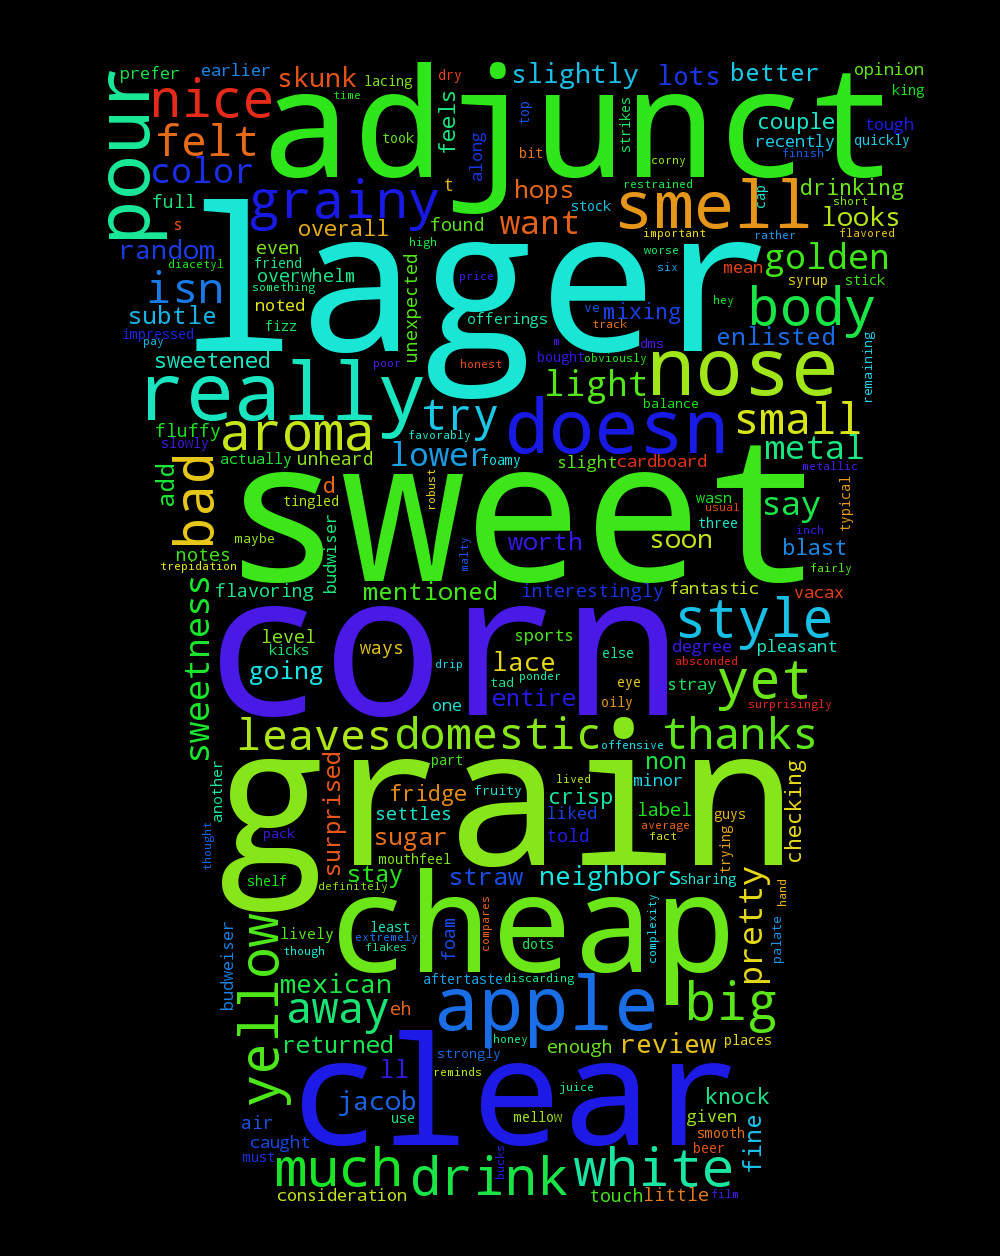 prefer earlier skunk lacing dry slightly lots better opinion
pour nice adjunct time king
felt took feels along top bit strikes corny couple tough
recently quickly finish
color full s grainy t hops stock restrained smell cap drinking short
random overall found want important rather flavored looks
diacetyl even friend high worse golden
isn overwhelm something lager unexpected price six mean syrup stick
subtle noted offerings ve mixing hey body
impressed fizz track enlisted
pay sweetened poor honest m bought obviously dms nose remaining
really light
fluffy aroma try favorably doesn balance small
slowly actually unheard lower foamy slight cardboard metal metallic
add bad d tingled robust sweet wasn usual say typical
notes maybe budwiser malty worth three soon inch blast
trepidation fairly
sweetness flavoring mentioned interestingly fantastic vacax
corn style
level kicks ways sports else degree pleasant
going drip lace tad ponder eye stray absconded yet
one entire oily surprisingly
leaves domestic offensive thanks
another surprised part grain lived non minor checking
fridge fruity crisp
settles liked label average guys
thought pack sugar told fact trying
mouthfeel
shelf stay definitely straw neighbors sharing pretty hand
cheap
yellow lively least extremely foam compares dots complexity palate
though flakes
budweiser mexican aftertaste discarding
away eh apple big
returned strongly honey enough review places
ll reminds clear juice
jacob use mellow knock
air given
caught smooth fine
must beer
much drink bucks white
consideration touch little film